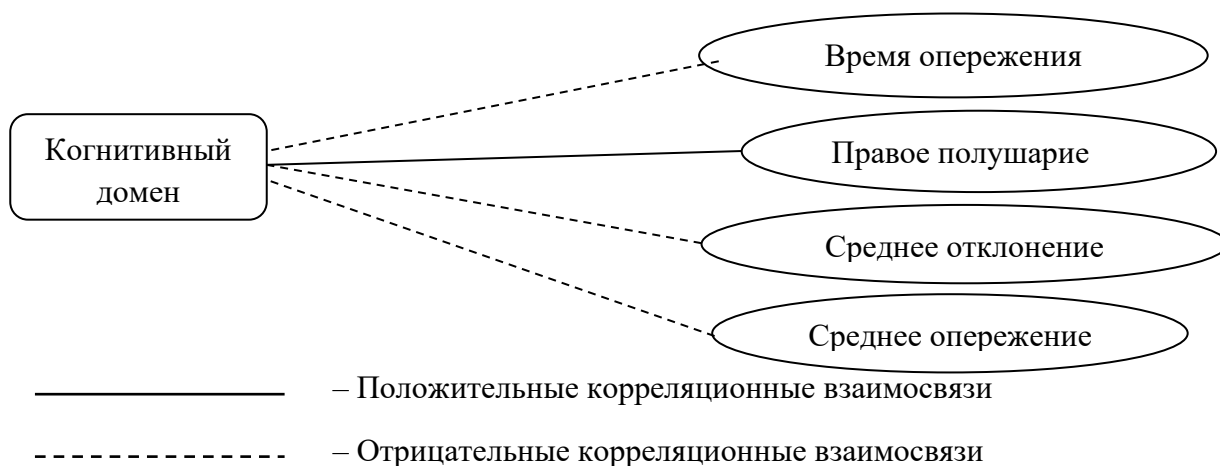 Время опережения
Когнитивный
домен
Правое полушарие
Среднее отклонение
Среднее опережение
– Положительные корреляционные взаимосвязи
– Отрицательные корреляционные взаимосвязи